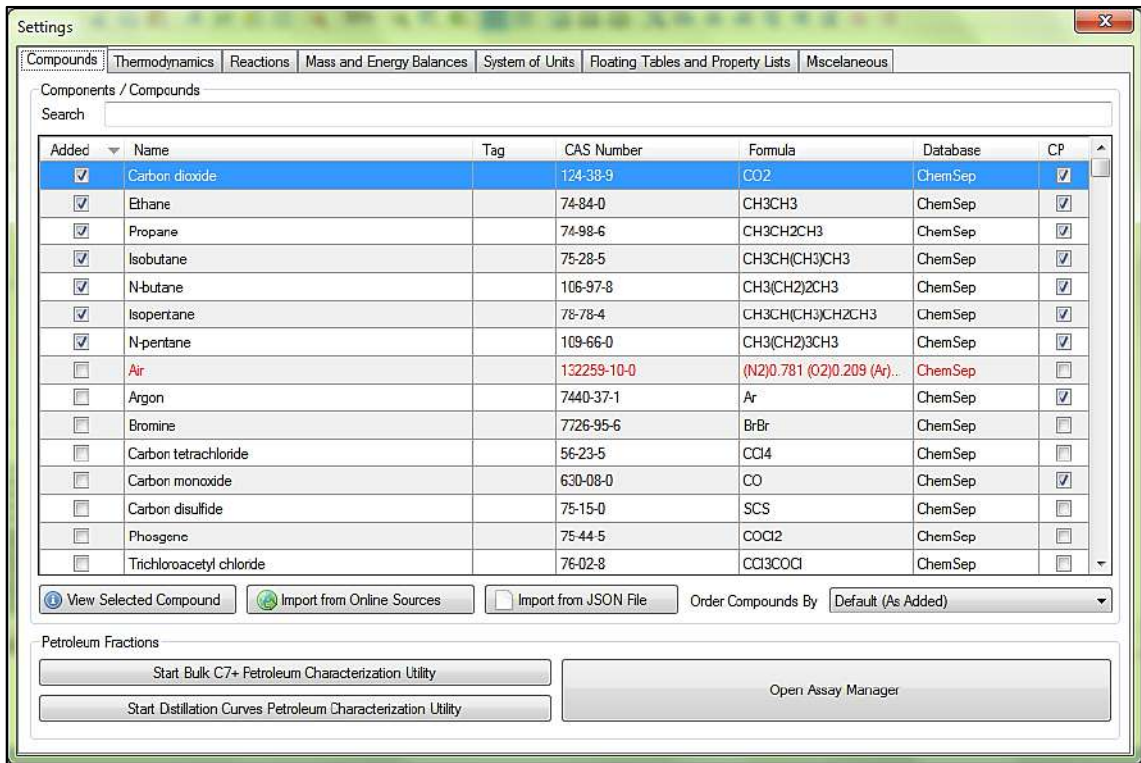 Settings
Compounds Thermodynamics Reactions Mass and Energy Balances System of Units Floating Tables and Property Lists Miscelaneous
Components / Compounds
Search
Added Name Tag CAS Number Formula Database CP
Carbon dioxide 124-38-9 CO2 ChemSep
Ethane 74-84-0 CH3CH3 ChemSep
Propane 74-98-6 CH3CH2CH3 ChemSep
Isobutane 75-28-5 CH3CH(CH3)CH3 ChemSep
N-butane 106-97-8 CH3(CH2)2CH3 ChemSep
Isopentane 78-78-4 CH3CH(CH3)CH2CH3 ChemSep
N-pentane 109-66-0 CH3(CH2)3CH3 ChemSep
Air 132259-10-0 (N2)0.781 (O2)0.209 (Ar)... ChemSep
Argon 7440-37-1 Ar ChemSep
Bromine 7726-95-6 BrBr ChemSep
Carbon tetrachloride 56-23-5 CCl4 ChemSep
Carbon monoxide 630-08-0 CO ChemSep
Carbon disulfide 75-15-0 SCS ChemSep
Phosgene 75-44-5 COCl2 ChemSep
Trichloroacetyl chloride 76-02-8 CCl3COCl ChemSep
View Selected Compound Import from Online Sources Import from JSON File Order Compounds By Default (As Added)
Petroleum Fractions
Start Bulk C7+ Petroleum Characterization Utility
Open Assay Manager
Start Distillation Curves Petroleum Characterization Utility